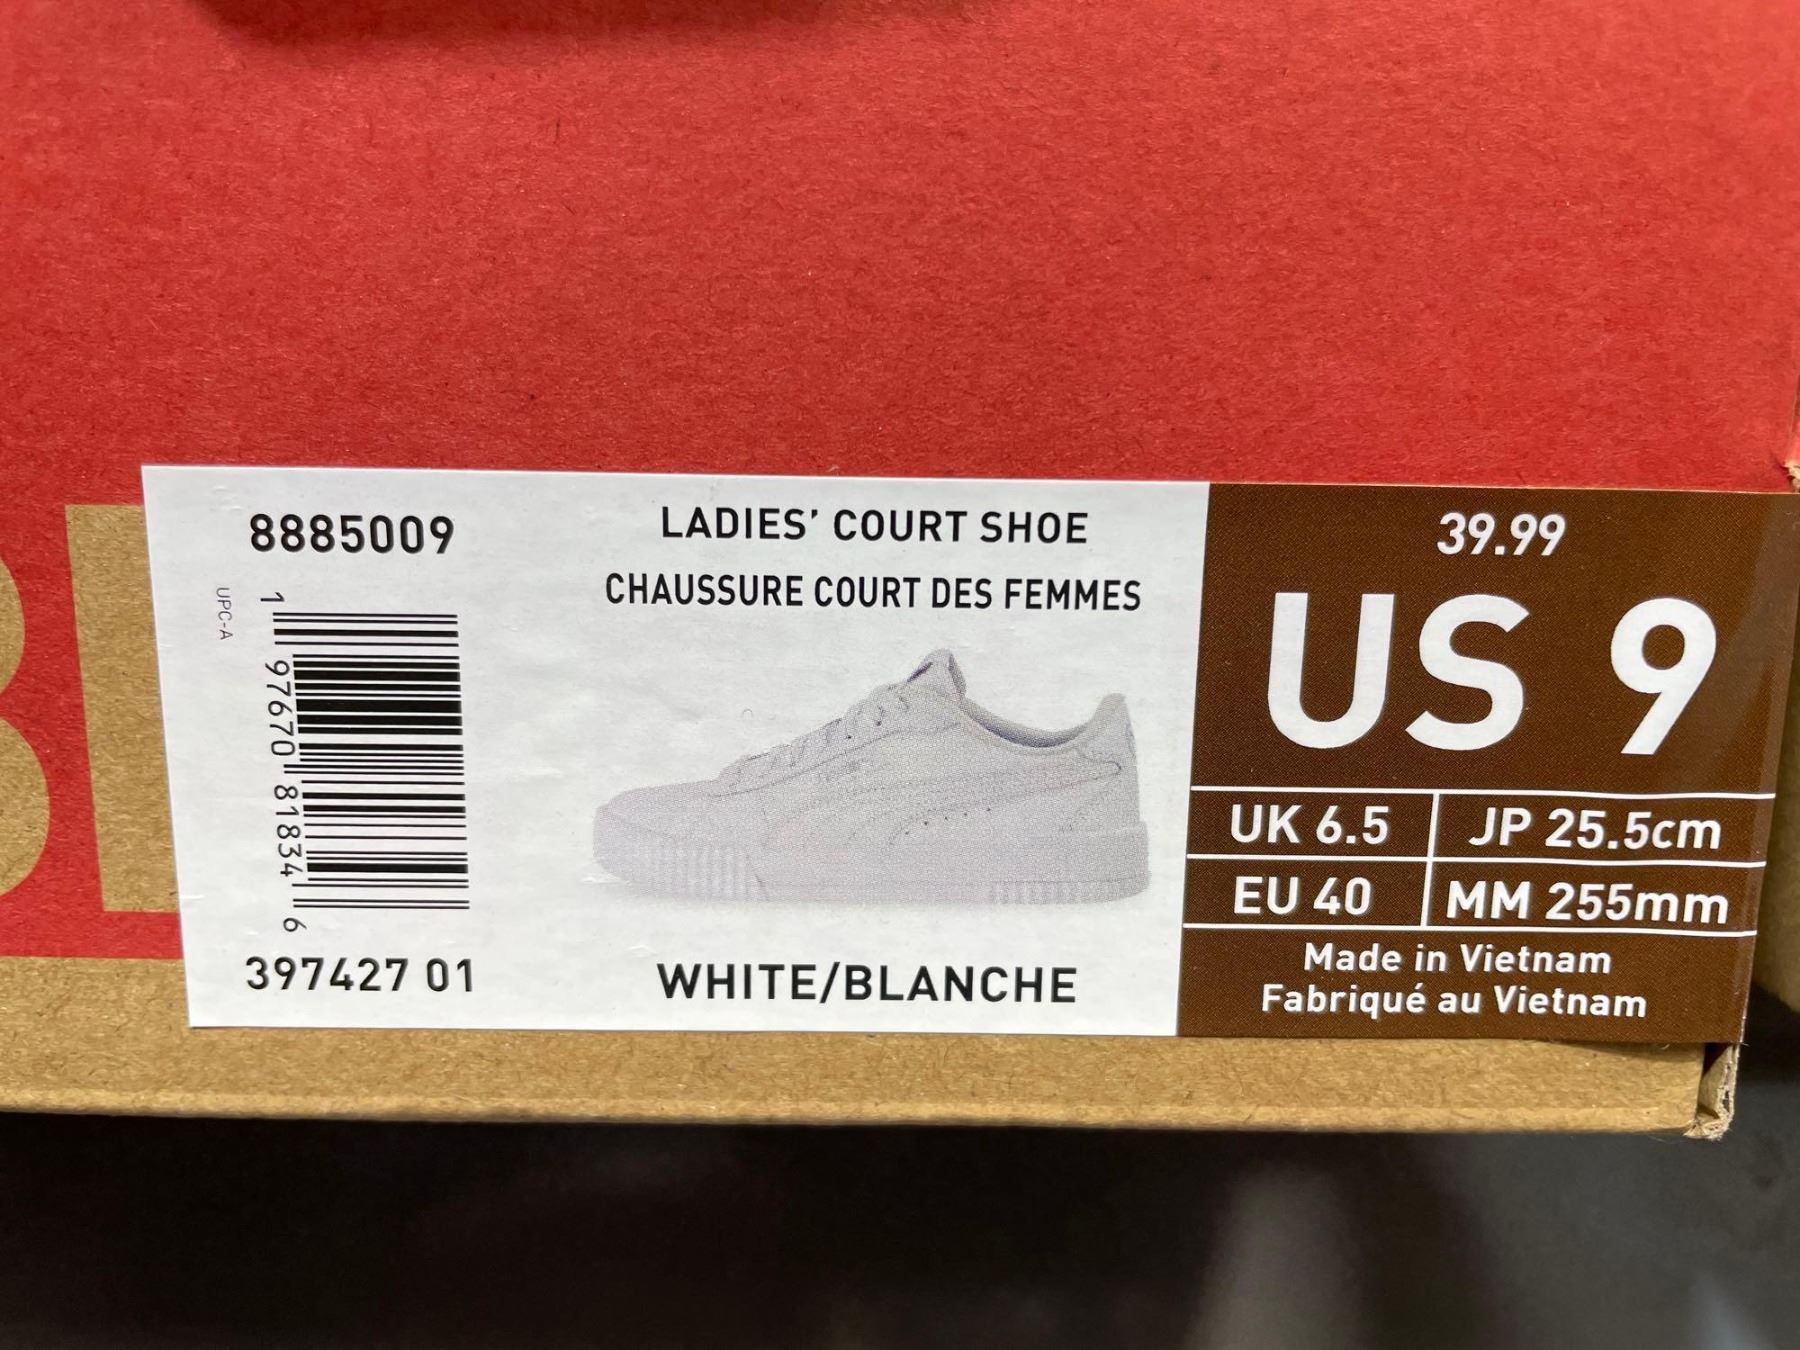 8885009
UPC-A
1 97670 81834 6
397427 01
LADIES' COURT SHOE
CHAUSSURE COURT DES FEMMES
WHITE/BLANCHE
39.99
US 9
UK 6.5
JP 25.5cm
EU 40
MM 255mm
Made in Vietnam
Fabriqué au Vietnam